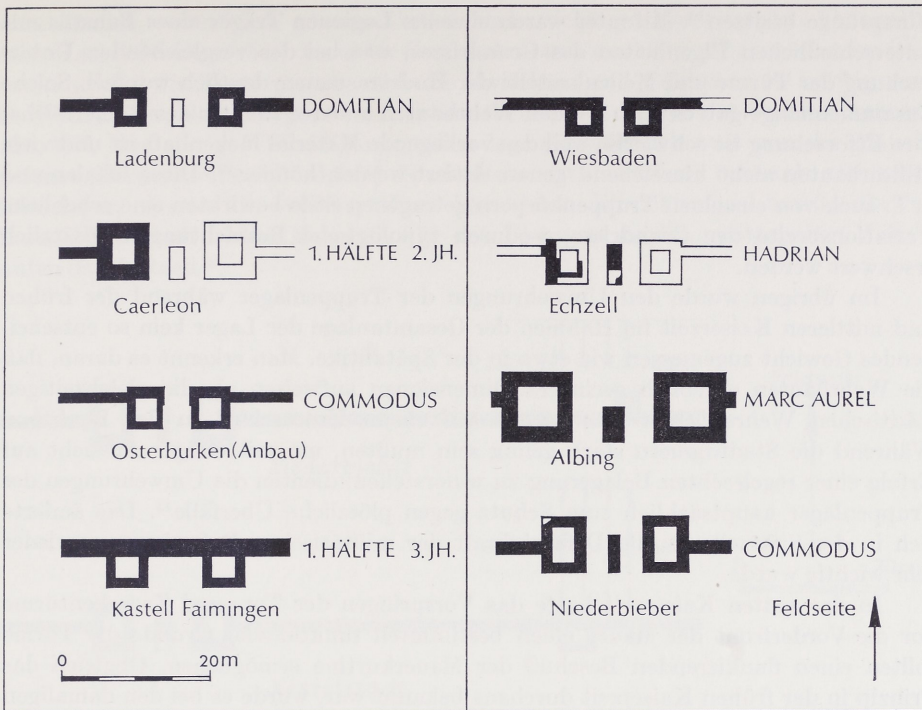 DOMITIAN
Ladenburg
1. HÄLFTE 2. JH.
Caerleon
COMMODUS
Osterburken (Anbau)
1. HÄLFTE 3. JH.
Kastell Faimingen
0 20m
DOMITIAN
Wiesbaden
HADRIAN
Echzell
MARC AUREL
Albing
COMMODUS
Niederbieber
Feldseite